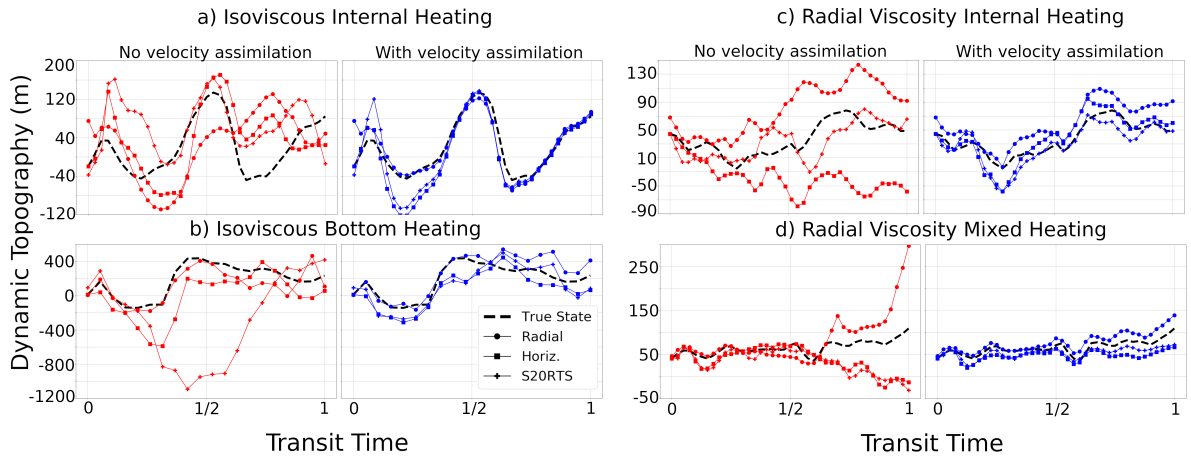 a) Isoviscous Internal Heating
No velocity assimilation
With velocity assimilation
200
120
40
-40
-120
b) Isoviscous Bottom Heating
400
0
-400
-800
-1200
True State
Radial
Horiz.
S20RTS
0
1/2
1
0
1/2
1
Transit Time
Dynamic Topography (m)
c) Radial Viscosity Internal Heating
No velocity assimilation
With velocity assimilation
130
90
50
10
-50
-90
d) Radial Viscosity Mixed Heating
250
150
50
-50
0
1/2
1
0
1/2
1
Transit Time